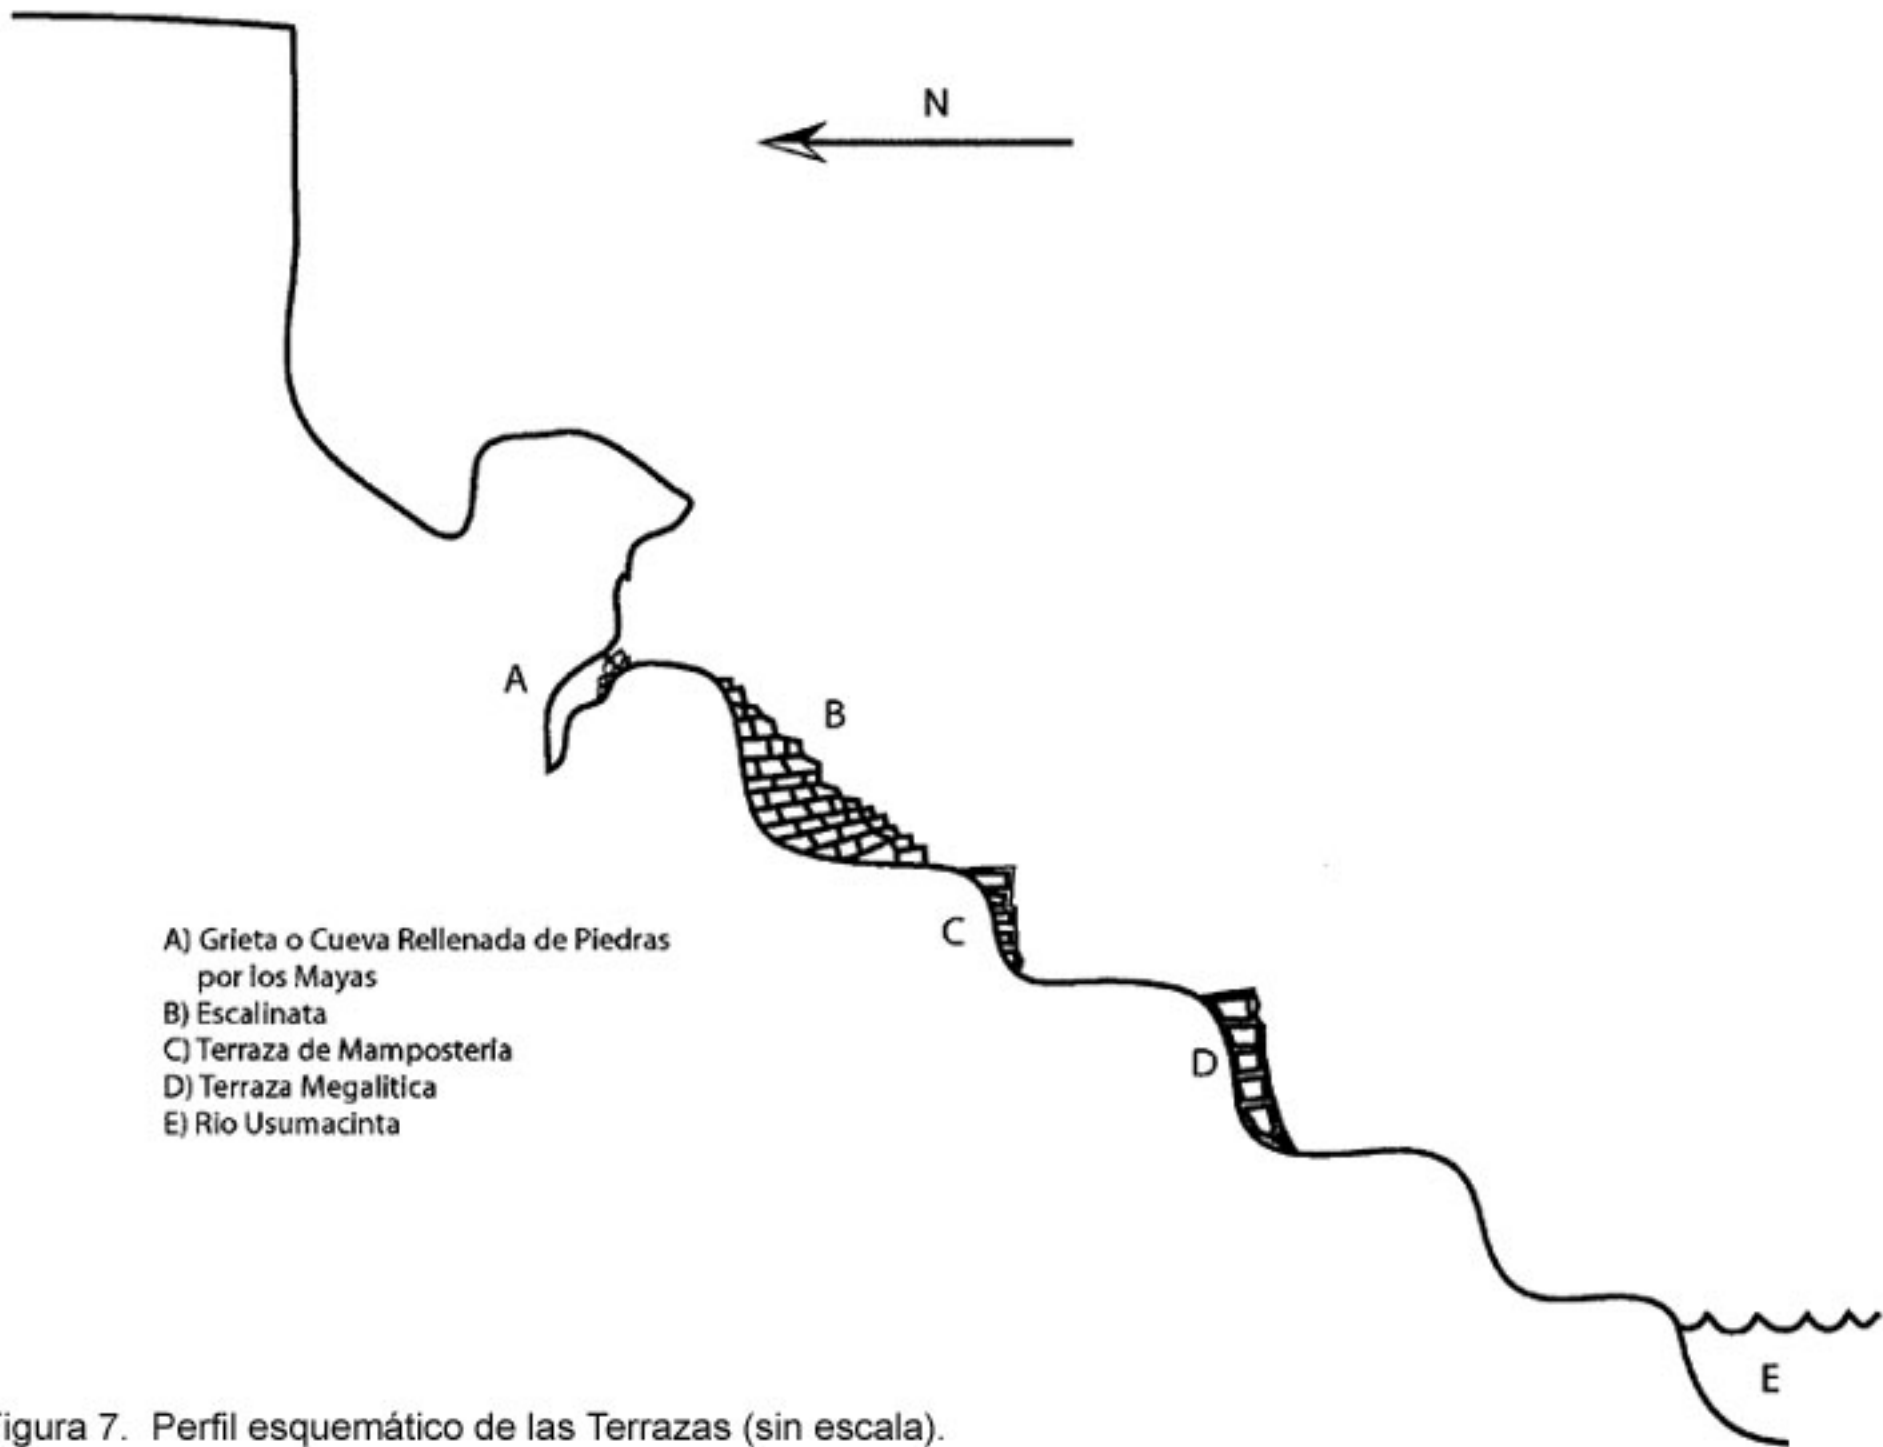 N
A
B
C
D
E
A) Grieta o Cueva Rellenada de Piedras
por los Mayas
B) Escalinata
C) Terraza de Mampostería
D) Terraza Megalitica
E) Rio Usumacinta
igura 7. Perfil esquemático de las Terrazas (sin escala).